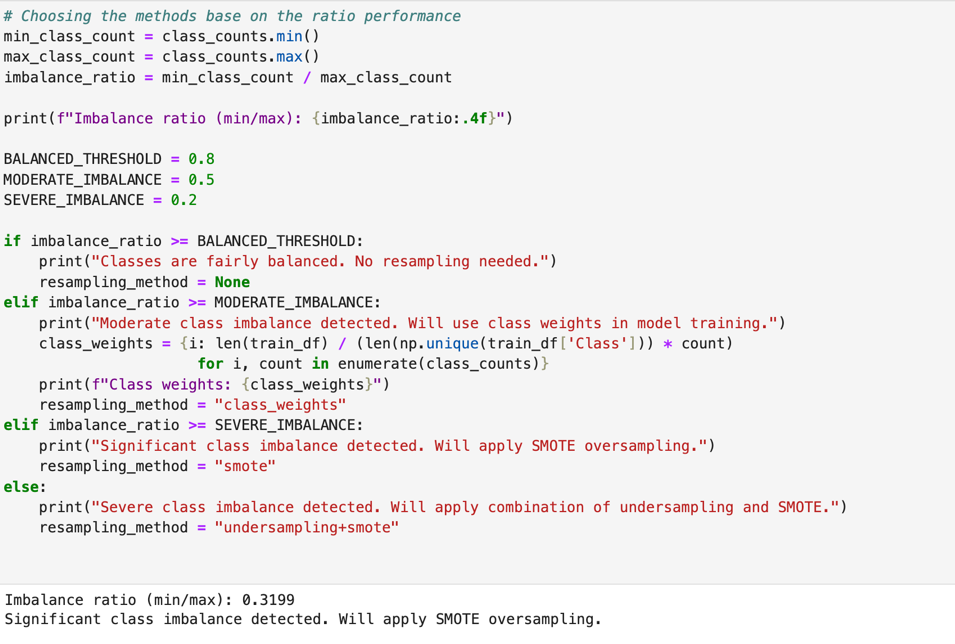 # Choosing the methods base on the ratio performance
min_class_count = class_counts.min()
max_class_count = class_counts.max()
imbalance_ratio = min_class_count / max_class_count

print(f"Imbalance ratio (min/max): {imbalance_ratio:.4f}")

BALANCED_THRESHOLD = 0.8
MODERATE_IMBALANCE = 0.5
SEVERE_IMBALANCE = 0.2

if imbalance_ratio >= BALANCED_THRESHOLD:
    print("Classes are fairly balanced. No resampling needed.")
    resampling_method = None
elif imbalance_ratio >= MODERATE_IMBALANCE:
    print("Moderate class imbalance detected. Will use class weights in model training.")
    class_weights = {i: len(train_df) / (len(np.unique(train_df['Class'])) * count)
                      for i, count in enumerate(class_counts)}
    print(f"Class weights: {class_weights}")
    resampling_method = "class_weights"
elif imbalance_ratio >= SEVERE_IMBALANCE:
    print("Significant class imbalance detected. Will apply SMOTE oversampling.")
    resampling_method = "smote"
else:
    print("Severe class imbalance detected. Will apply combination of undersampling and SMOTE.")
    resampling_method = "undersampling+smote"

Imbalance ratio (min/max): 0.3199
Significant class imbalance detected. Will apply SMOTE oversampling.